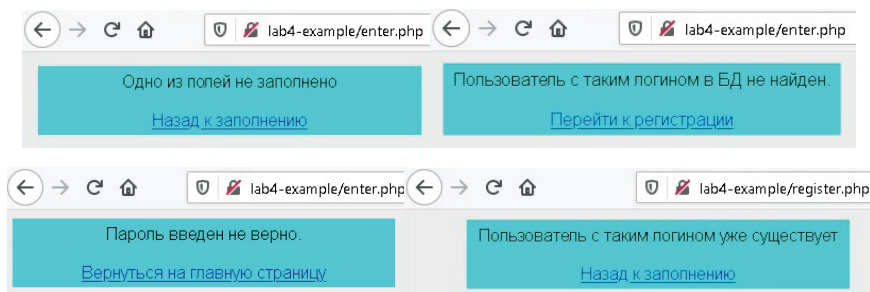 lab4-example/enter.php
lab4-example/enter.php
Одно из полей не заполнено
Назад к заполнению
Пользователь с таким логином в БД не найден.
Перейти к регистрации
lab4-example/enter.php
lab4-example/register.php
Пароль введен не верно.
Вернуться на главную страницу
Пользователь с таким логином уже существует
Назад к заполнению